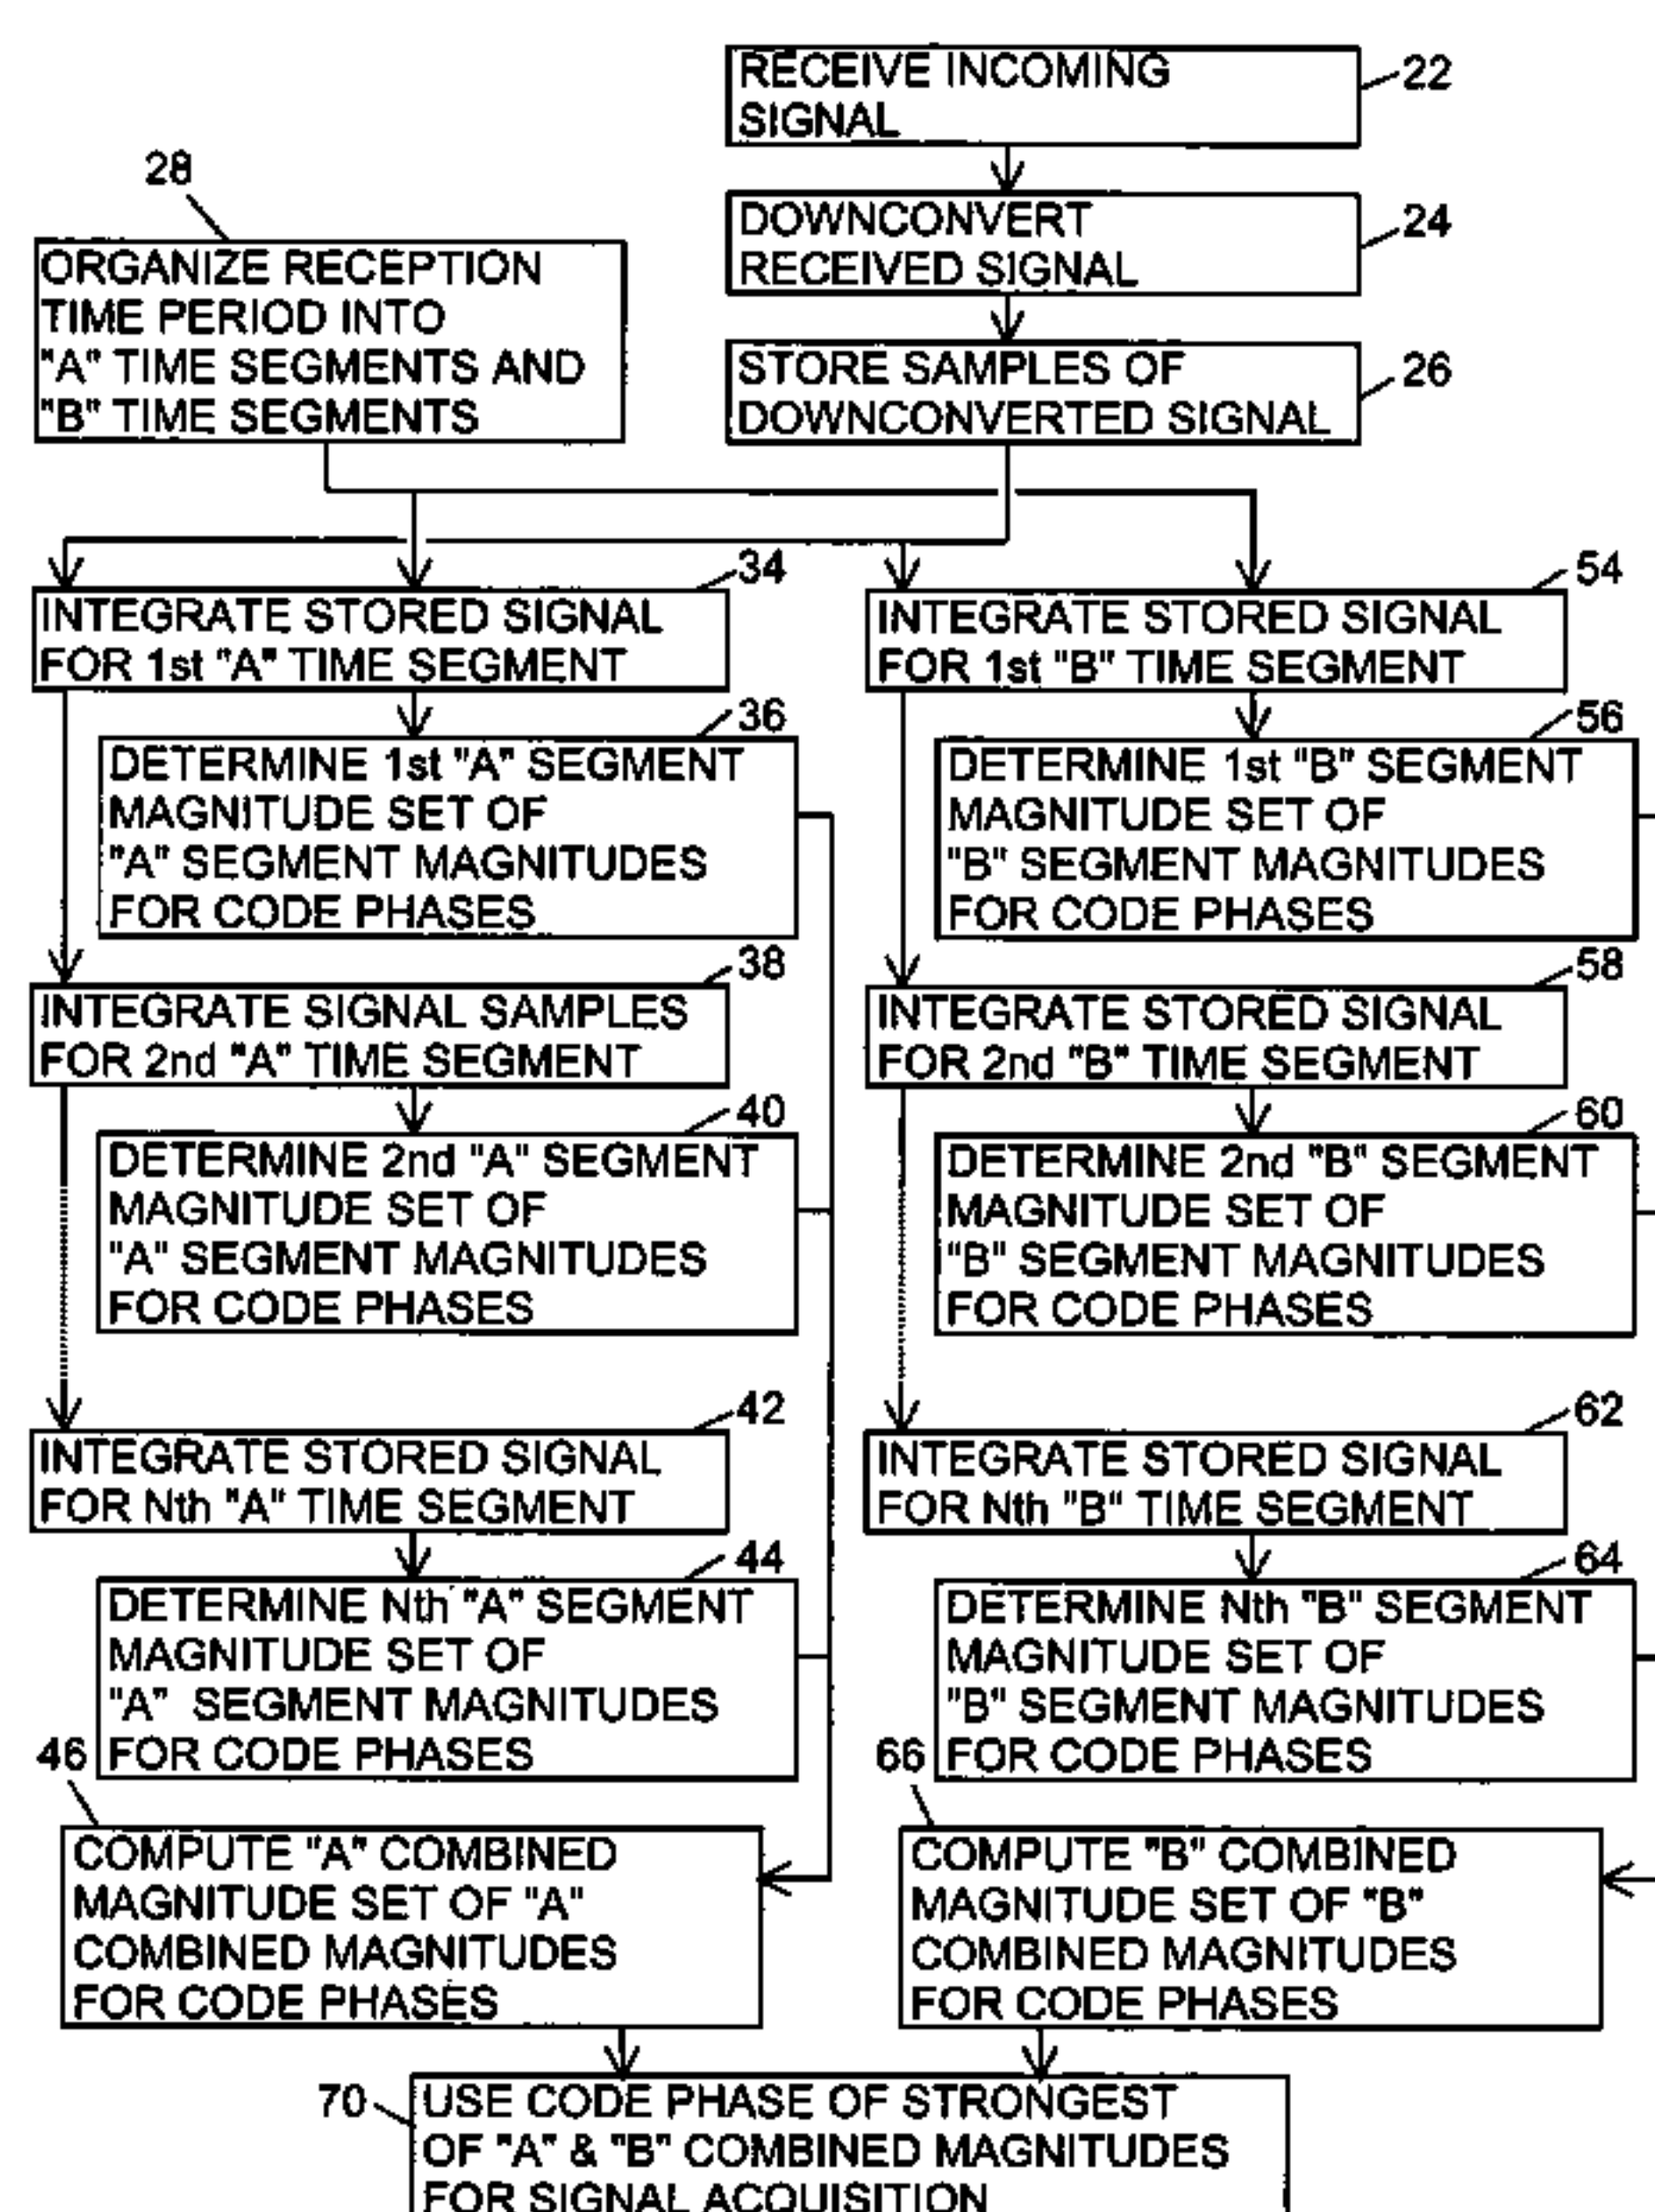 RECEIVE INCOMING
SIGNAL
22
DOWNCONVERT
RECEIVED SIGNAL
24
28
ORGANIZE RECEPTION
TIME PERIOD INTO
"A" TIME SEGMENTS AND
"B" TIME SEGMENTS
STORE SAMPLES OF
DOWNCONVERTED SIGNAL
26
34
INTEGRATE STORED SIGNAL
FOR 1st "A" TIME SEGMENT
36
DETERMINE 1st "A" SEGMENT
MAGNITUDE SET OF
"A" SEGMENT MAGNITUDES
FOR CODE PHASES
38
INTEGRATE SIGNAL SAMPLES
FOR 2nd "A" TIME SEGMENT
40
DETERMINE 2nd "A" SEGMENT
MAGNITUDE SET OF
"A" SEGMENT MAGNITUDES
FOR CODE PHASES
42
INTEGRATE STORED SIGNAL
FOR Nth "A" TIME SEGMENT
44
DETERMINE Nth "A" SEGMENT
MAGNITUDE SET OF
"A" SEGMENT MAGNITUDES
FOR CODE PHASES
46
COMPUTE "A" COMBINED
MAGNITUDE SET OF "A"
COMBINED MAGNITUDES
FOR CODE PHASES
54
INTEGRATE STORED SIGNAL
FOR 1st "B" TIME SEGMENT
56
DETERMINE 1st "B" SEGMENT
MAGNITUDE SET OF
"B" SEGMENT MAGNITUDES
FOR CODE PHASES
58
INTEGRATE STORED SIGNAL
FOR 2nd "B" TIME SEGMENT
60
DETERMINE 2nd "B" SEGMENT
MAGNITUDE SET OF
"B" SEGMENT MAGNITUDES
FOR CODE PHASES
62
INTEGRATE STORED SIGNAL
FOR Nth "B" TIME SEGMENT
64
DETERMINE Nth "B" SEGMENT
MAGNITUDE SET OF
"B" SEGMENT MAGNITUDES
FOR CODE PHASES
66
COMPUTE "B" COMBINED
MAGNITUDE SET OF "B"
COMBINED MAGNITUDES
FOR CODE PHASES
70
USE CODE PHASE OF STRONGEST
OF "A" & "B" COMBINED MAGNITUDES
FOR SIGNAL ACQUISITION